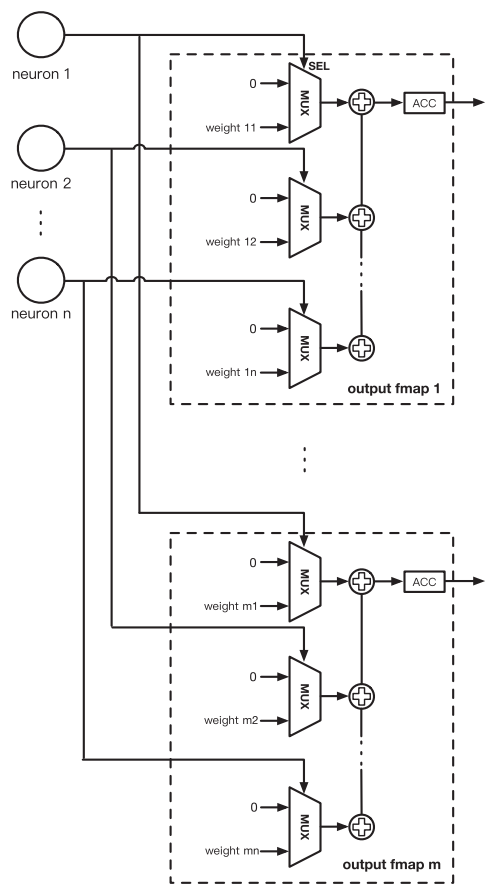 neuron 1
SEL
0
MUX
ACC
weight 11
neuron 2
0
MUX
weight 12
neuron n
0
MUX
weight 1n
output fmap 1
0
MUX
ACC
weight m1
0
MUX
weight m2
0
MUX
weight mn
output fmap m